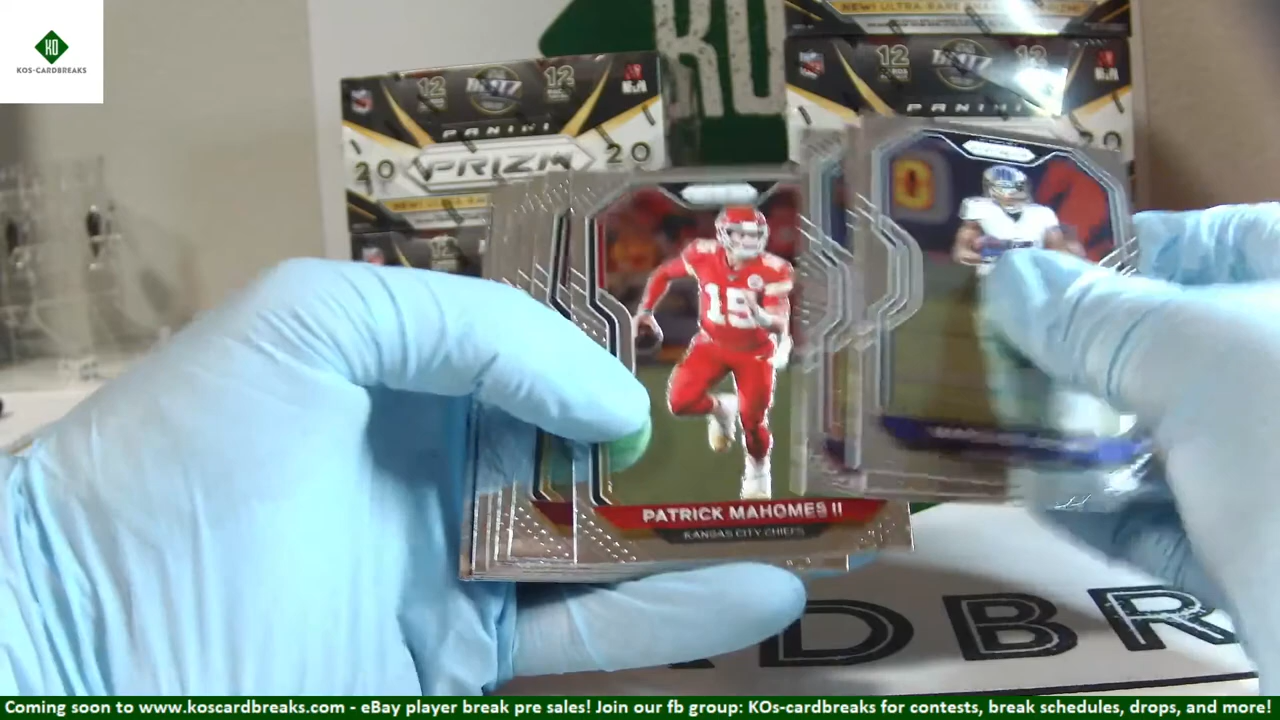 KO
KOS-CARDBREAKS
KO
12
12
PANINI
20 PRIZM 20
12
12
PANINI
20
15
PATRICK MAHOMES II
KANSAS CITY CHIEFS
DBR
Coming soon to www.koscardbreaks.com - eBay player break pre sales! Join our fb group: KOs-cardbreaks for contests, break schedules, drops, and more!